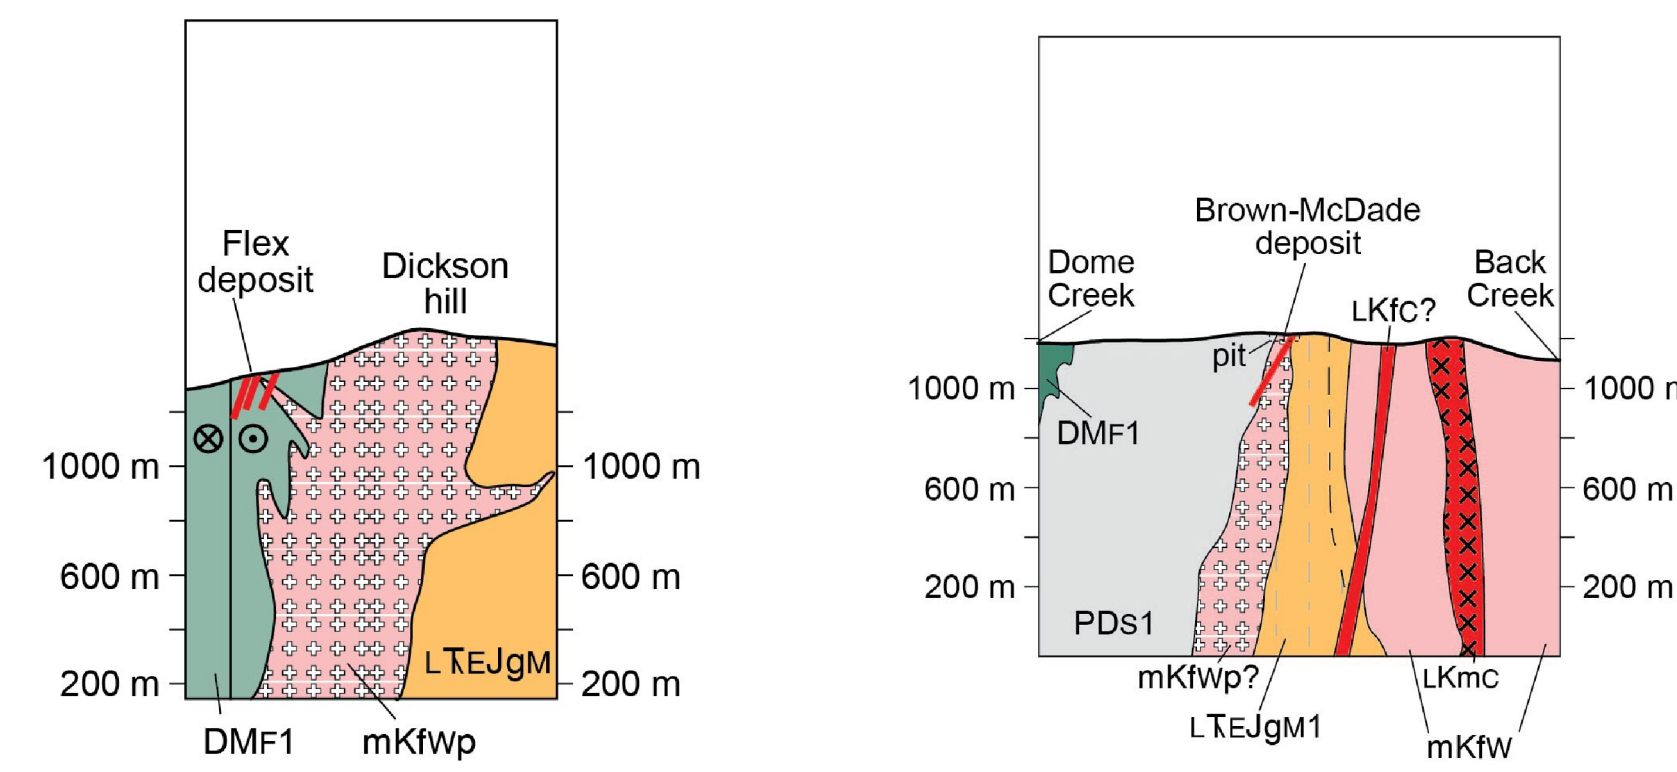 Flex
deposit
Dickson
hill
1000 m
600 m
200 m
1000 m
600 m
200 m
LTEJgM
DMF1
mKfWp
Brown-McDade
deposit
Dome
Creek
Back
Creek
LKfC?
pit
1000 m
600 m
200 m
1000 m
600 m
200 m
DMF1
PDS1
mKfWp?
LTEJgM1
LKmC
mKfW